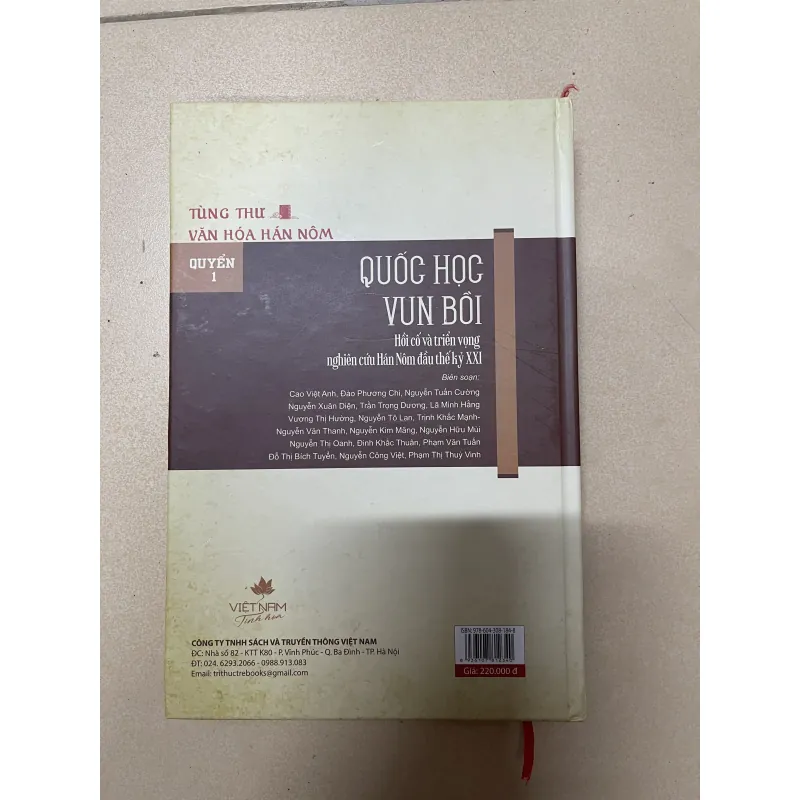 TÙNG THƯ
VĂN HÓA HÁN NÔM
QUYỂN
1
QUỐC HỌC
VUN BỒI
Hồi cố và triển vọng
nghiên cứu Hán Nôm đầu thế kỷ XXI
Biên soạn:
Cao Việt Anh, Đào Phương Chi, Nguyễn Tuấn Cường
Nguyễn Xuân Diện, Trần Trọng Dương, Lã Minh Hằng
Vương Thị Hường, Nguyễn Tô Lan, Trịnh Khắc Mạnh-
Nguyễn Văn Thanh, Nguyễn Kim Măng, Nguyễn Hữu Mùi
Nguyễn Thị Oanh, Đinh Khắc Thuân, Phạm Văn Tuấn
Đỗ Thị Bích Tuyển, Nguyễn Công Việt, Phạm Thị Thuỳ Vinh
VIỆT NAM
Tinh hoa
CÔNG TY TNHH SÁCH VÀ TRUYỀN THÔNG VIỆT NAM
ĐC: Nhà số 82 - KTT K80 - P. Vĩnh Phúc - Q. Ba Đình - TP. Hà Nội
ĐT: 024. 6293.2066 - 0988.913.083
Email: trithuctrebooks@gmail.com
ISBN: 978-604-308-184-8
Giá: 220.000 đ